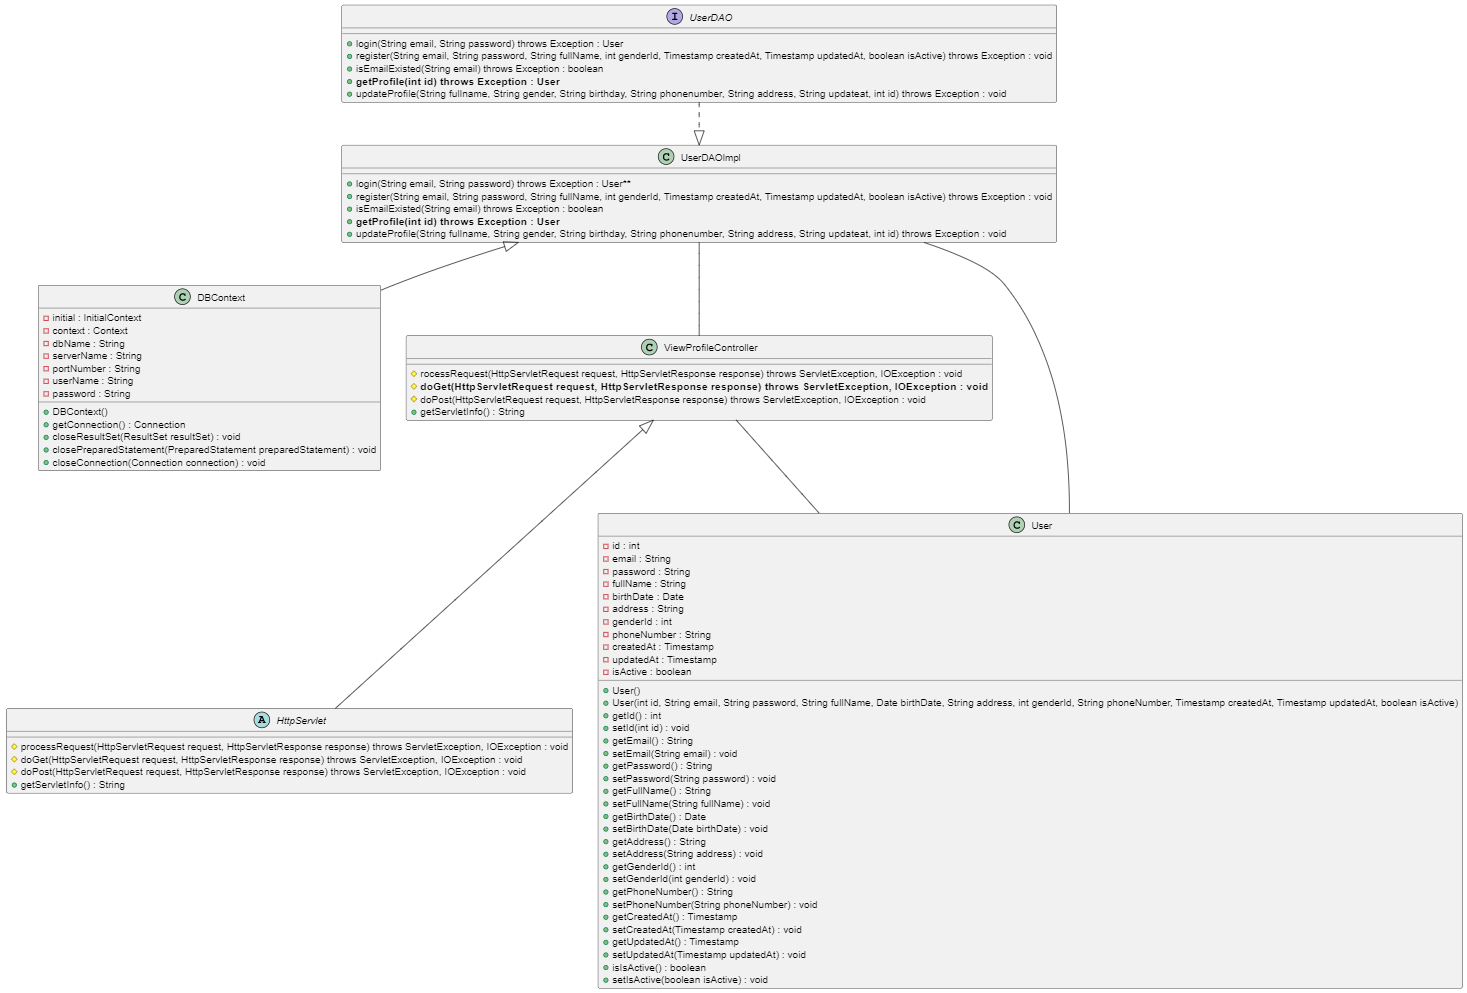 I UserDAO
login(String email, String password) throws Exception : User
register(String email, String password, String fullName, int genderId, Timestamp createdAt, Timestamp updatedAt, boolean isActive) throws Exception : void
isEmailExisted(String email) throws Exception : boolean
getProfile(int id) throws Exception : User
updateProfile(String fullname, String gender, String birthday, String phonenumber, String address, String updateat, int id) throws Exception : void
C UserDAOImpl
login(String email, String password) throws Exception : User**
register(String email, String password, String fullName, int genderId, Timestamp createdAt, Timestamp updatedAt, boolean isActive) throws Exception : void
isEmailExisted(String email) throws Exception : boolean
getProfile(int id) throws Exception : User
updateProfile(String fullname, String gender, String birthday, String phonenumber, String address, String updateat, int id) throws Exception : void
C DBContext
initial : InitialContext
context : Context
dbName : String
serverName : String
portNumber : String
userName : String
password : String
DBContext()
getConnection() : Connection
closeResultSet(ResultSet resultSet) : void
closePreparedStatement(PreparedStatement preparedStatement) : void
closeConnection(Connection connection) : void
C ViewProfileController
rocessRequest(HttpServletRequest request, HttpServletResponse response) throws ServletException, IOException : void
doGet(HttpServletRequest request, HttpServletResponse response) throws ServletException, IOException : void
doPost(HttpServletRequest request, HttpServletResponse response) throws ServletException, IOException : void
getServletInfo() : String
C User
id : int
email : String
password : String
fullName : String
birthDate : Date
address : String
genderId : int
phoneNumber : String
createdAt : Timestamp
updatedAt : Timestamp
isActive : boolean
User()
User(int id, String email, String password, String fullName, Date birthDate, String address, int genderId, String phoneNumber, Timestamp createdAt, Timestamp updatedAt, boolean isActive)
getId() : int
setId(int id) : void
getEmail() : String
setEmail(String email) : void
getPassword() : String
setPassword(String password) : void
getFullName() : String
setFullName(String fullName) : void
getBirthDate() : Date
setBirthDate(Date birthDate) : void
getAddress() : String
setAddress(String address) : void
getGenderId() : int
setGenderId(int genderId) : void
getPhoneNumber() : String
setPhoneNumber(String phoneNumber) : void
getCreatedAt() : Timestamp
setCreatedAt(Timestamp createdAt) : void
getUpdatedAt() : Timestamp
setUpdatedAt(Timestamp updatedAt) : void
isIsActive() : boolean
setIsActive(boolean isActive) : void
A HttpServlet
processRequest(HttpServletRequest request, HttpServletResponse response) throws ServletException, IOException : void
doGet(HttpServletRequest request, HttpServletResponse response) throws ServletException, IOException : void
doPost(HttpServletRequest request, HttpServletResponse response) throws ServletException, IOException : void
getServletInfo() : String